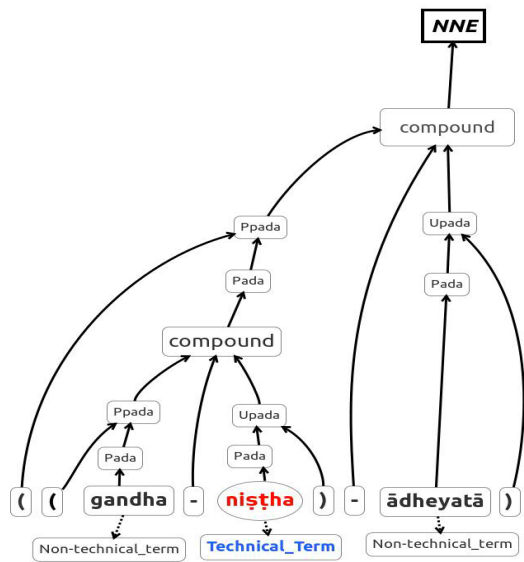 NNE
compound
Ppada
Upada
Pada
Pada
compound
Ppada
Upada
Pada
Pada
( ( gandha - niṣṭha ) - ādheyatā )
Non-technical_term Technical_Term Non-technical_term